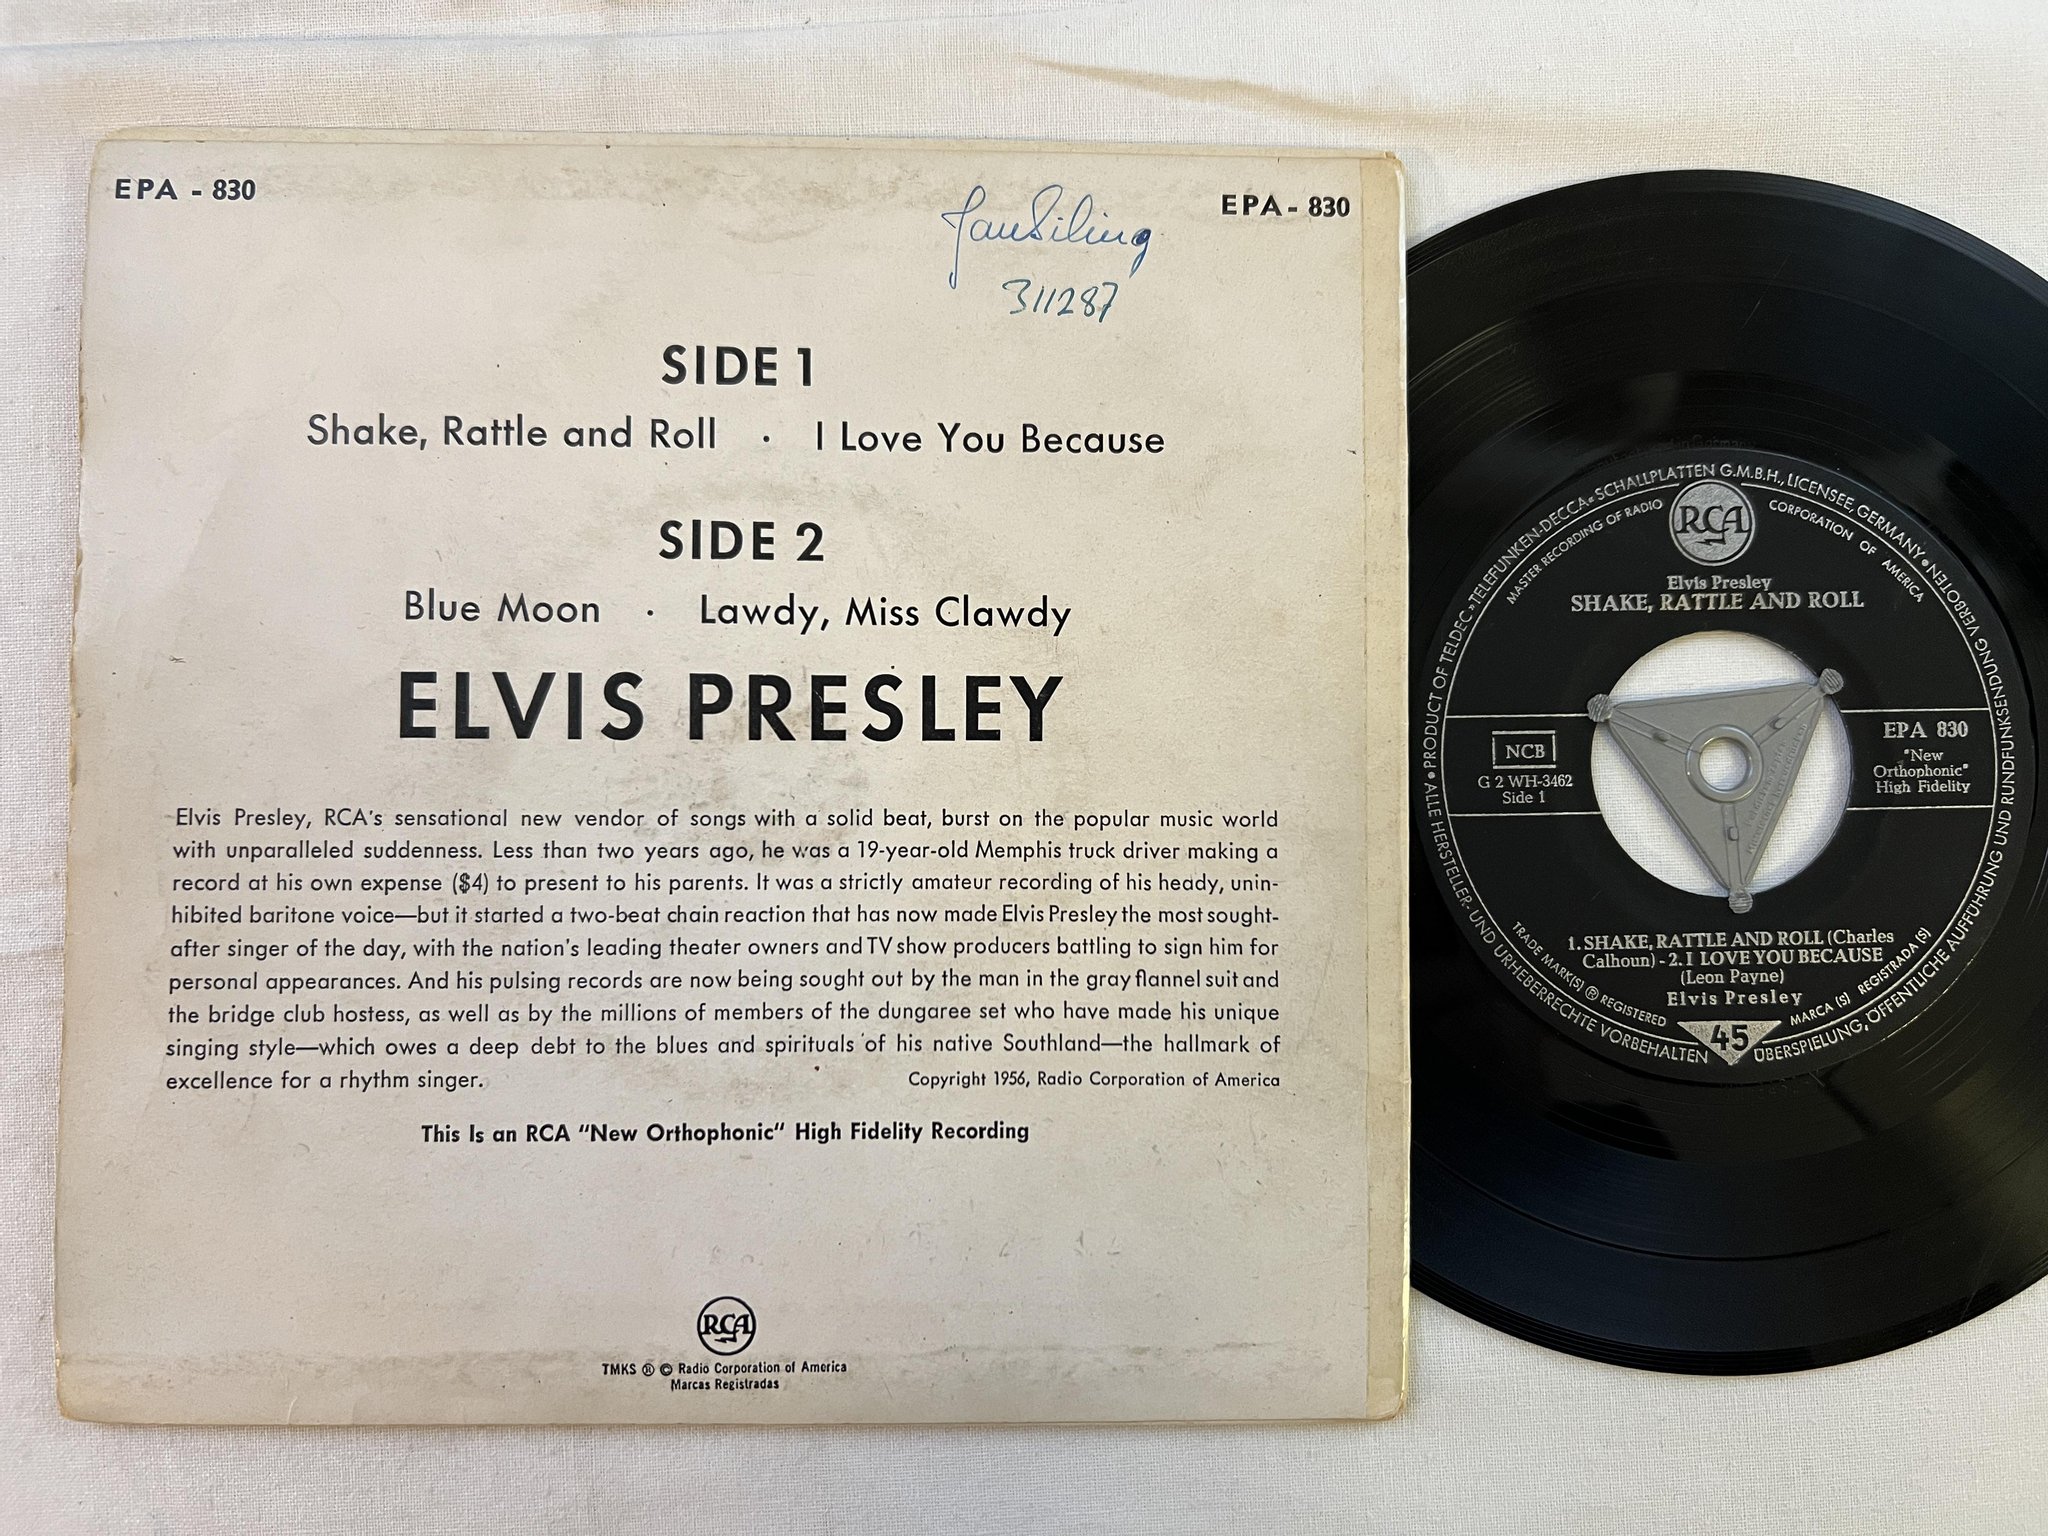 EPA - 830
EPA - 830
Jan Siling
311287
SIDE 1
Shake, Rattle and Roll · I Love You Because
SIDE 2
Blue Moon · Lawdy, Miss Clawdy
ELVIS PRESLEY
Elvis Presley, RCA's sensational new vendor of songs with a solid beat, burst on the popular music world
with unparalleled suddenness. Less than two years ago, he was a 19-year-old Memphis truck driver making a
record at his own expense ($4) to present to his parents. It was a strictly amateur recording of his heady, unin-
hibited baritone voice—but it started a two-beat chain reaction that has now made Elvis Presley the most sought-
after singer of the day, with the nation's leading theater owners and TV show producers battling to sign him for
personal appearances. And his pulsing records are now being sought out by the man in the gray flannel suit and
the bridge club hostess, as well as by the millions of members of the dungaree set who have made his unique
singing style—which owes a deep debt to the blues and spirituals of his native Southland—the hallmark of
excellence for a rhythm singer.
Copyright 1956, Radio Corporation of America
This Is an RCA "New Orthophonic" High Fidelity Recording
RCA
TMKS ® © Radio Corporation of America
Marcas Registradas
PRODUCT OF TELDEC »TELEFUNKEN-DECCA« SCHALLPLATTEN G.M.B.H., LICENSEE, GERMANY •
ALLE HERSTELLER- UND URHEBERRECHTE VORBEHALTEN
ÜBERSPIELUNG, ÖFFENTLICHE AUFFÜHRUNG UND RUNDFUNKSENDUNG VERBOTEN
MASTER RECORDING OF RADIO CORPORATION OF AMERICA
RCA
Elvis Presley
SHAKE, RATTLE AND ROLL
NCB
G 2 WH-3462
Side 1
EPA 830
"New
Orthophonic"
High Fidelity
1. SHAKE, RATTLE AND ROLL (Charles
Calhoun) - 2. I LOVE YOU BECAUSE
(Leon Payne)
Elvis Presley
TRADE MARK(S) ® REGISTERED
MARCA (S) REGISTRADA (S)
45